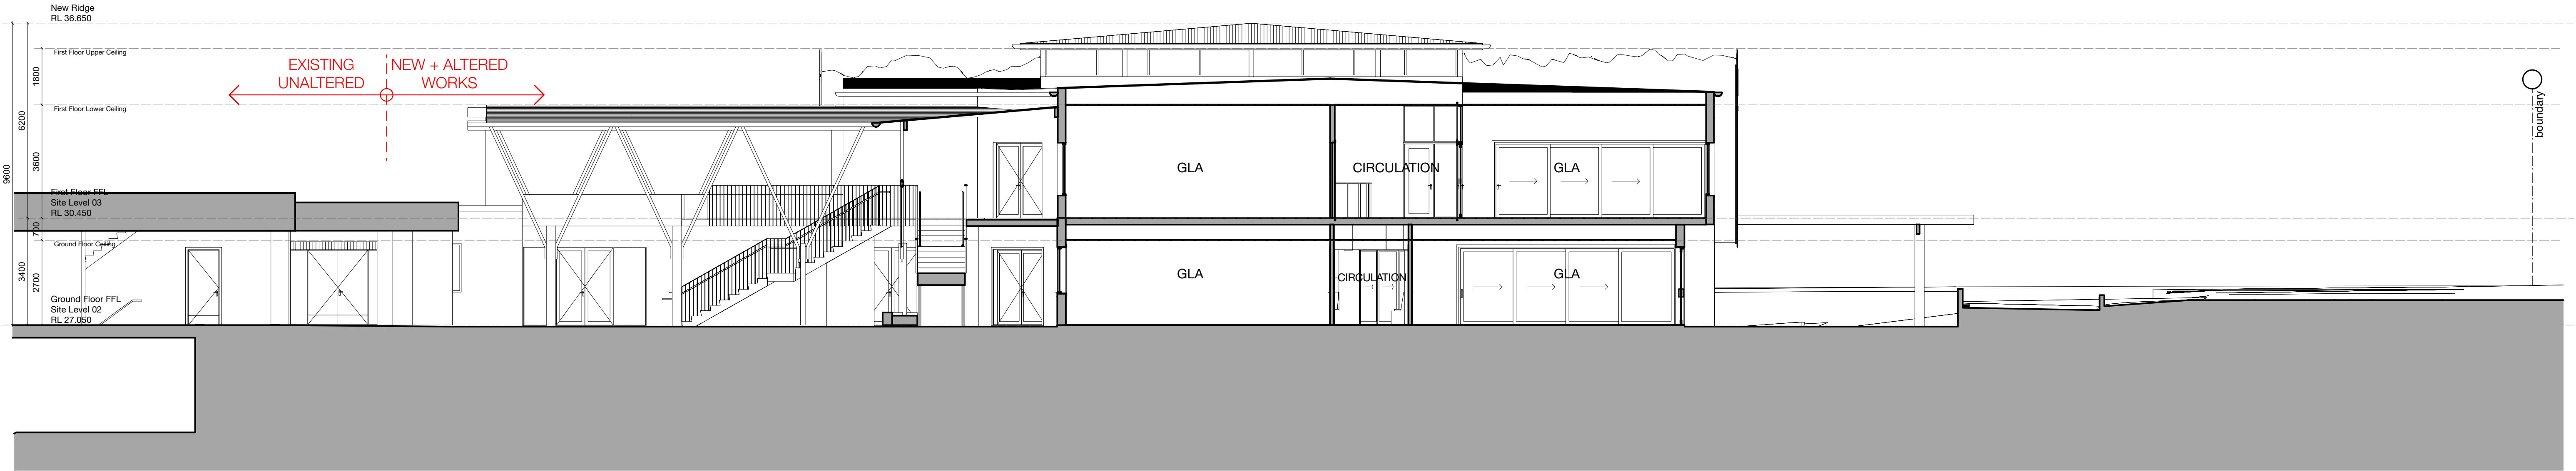 New Ridge
RL 36.650
First Floor Upper Ceiling
EXISTING
UNALTERED
NEW + ALTERED
WORKS
1800
First Floor Lower Ceiling
6200
9600
3600
boundary
GLA
CIRCULATION
GLA
First Floor FFL
Site Level 03
RL 30.450
700
Ground Floor Ceiling
3400
2700
GLA
CIRCULATION
GLA
Ground Floor FFL
Site Level 02
RL 27.050